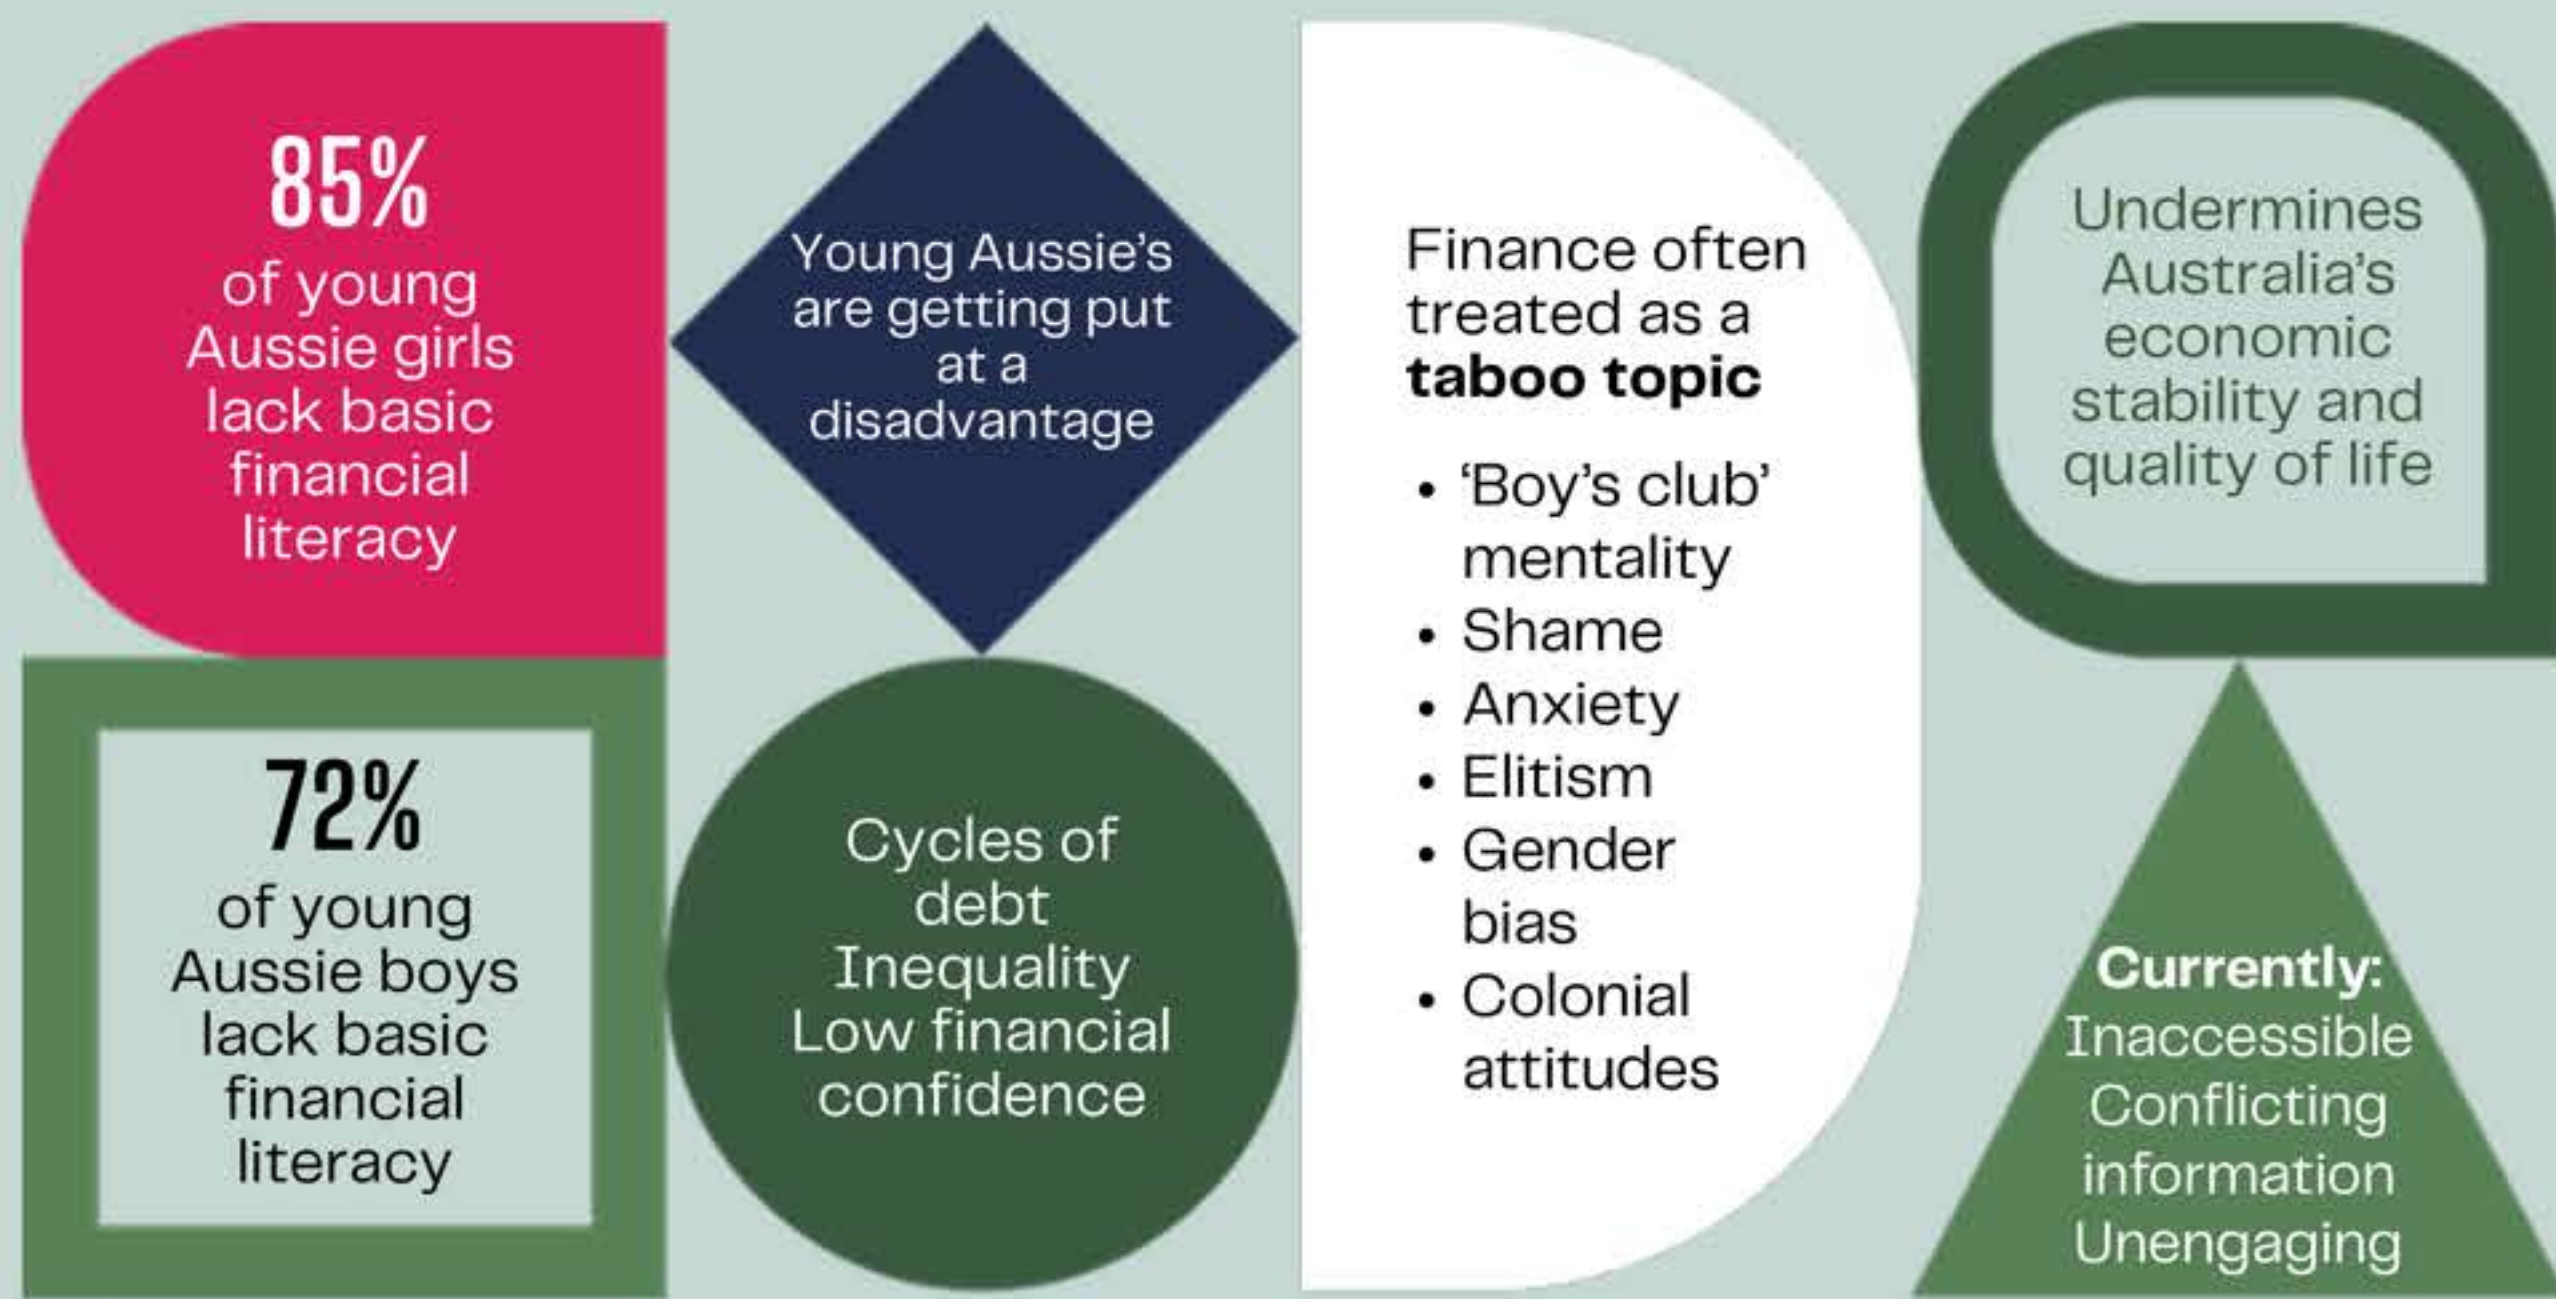 85%
of young
Aussie girls
lack basic
financial
literacy
72%
of young
Aussie boys
lack basic
financial
literacy
Young Aussie’s
are getting put
at a
disadvantage
Cycles of
debt
Inequality
Low financial
confidence
Finance often
treated as a
taboo topic
• ‘Boy’s club’
mentality
• Shame
• Anxiety
• Elitism
• Gender
bias
• Colonial
attitudes
Undermines
Australia’s
economic
stability and
quality of life
Currently:
Inaccessible
Conflicting
information
Unengaging